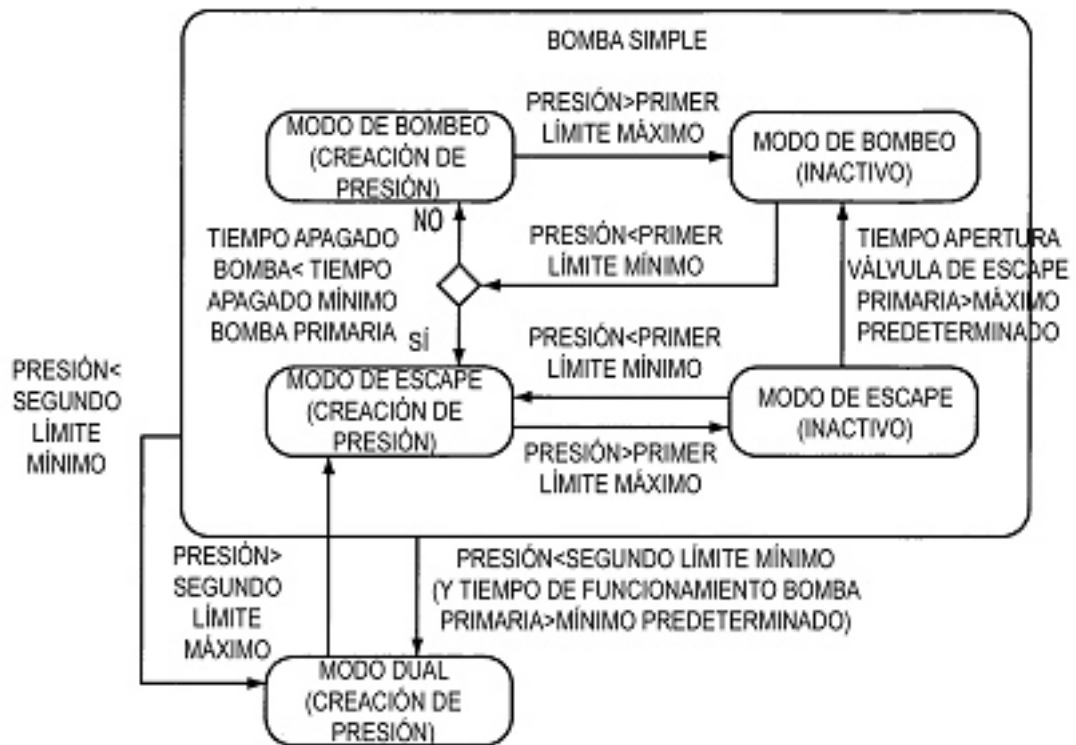 BOMBA SIMPLE
MODO DE BOMBEO
(CREACIÓN DE
PRESIÓN)
PRESIÓN>PRIMER
LÍMITE MÁXIMO
MODO DE BOMBEO
(INACTIVO)
NO
TIEMPO APAGADO
BOMBA< TIEMPO
APAGADO MÍNIMO
BOMBA PRIMARIA
SÍ
PRESIÓN<PRIMER
LÍMITE MÍNIMO
TIEMPO APERTURA
VÁLVULA DE ESCAPE
PRIMARIA>MÁXIMO
PREDETERMINADO
PRESIÓN<PRIMER
LÍMITE MÍNIMO
MODO DE ESCAPE
(CREACIÓN DE
PRESIÓN)
MODO DE ESCAPE
(INACTIVO)
PRESIÓN>PRIMER
LÍMITE MÁXIMO
PRESIÓN<
SEGUNDO
LÍMITE
MÍNIMO
PRESIÓN>
SEGUNDO
LÍMITE
MÁXIMO
PRESIÓN<SEGUNDO LÍMITE MÍNIMO
(Y TIEMPO DE FUNCIONAMIENTO BOMBA
PRIMARIA>MÍNIMO PREDETERMINADO)
MODO DUAL
(CREACIÓN DE
PRESIÓN)